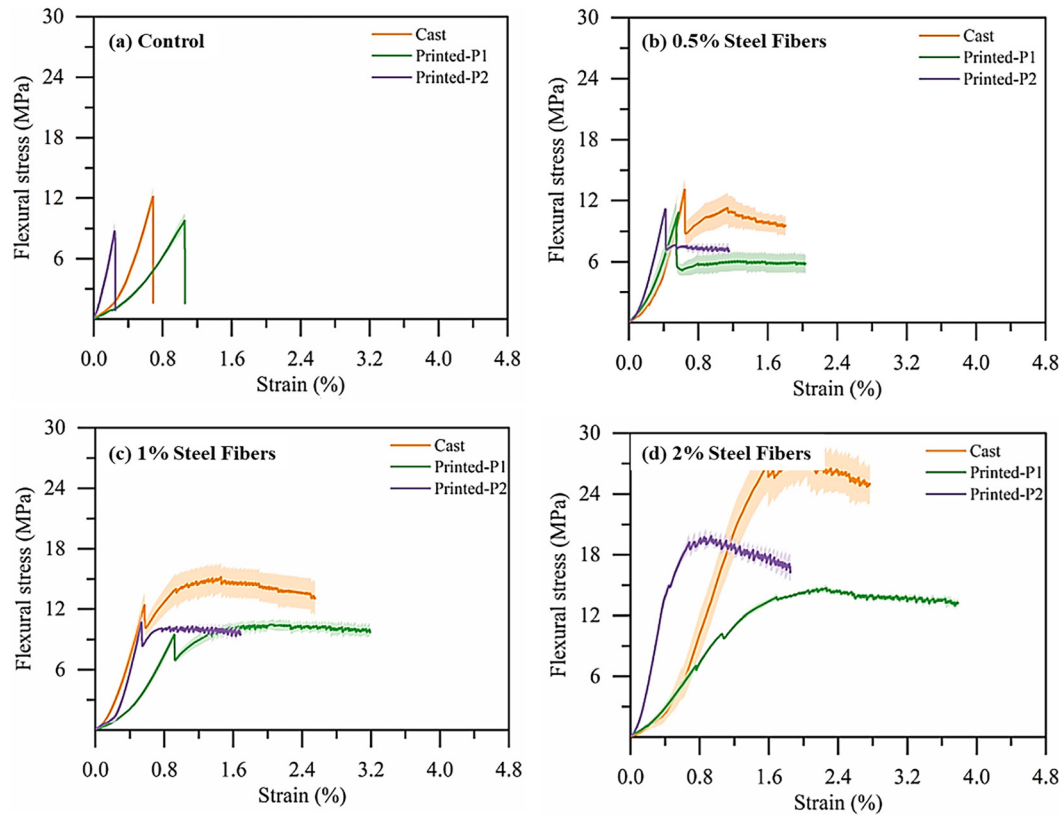 (a) Control
Cast
Printed-P1
Printed-P2
30
24
18
12
6
Flexural stress (MPa)
0.0 0.8 1.6 2.4 3.2 4.0 4.8
Strain (%)
(b) 0.5% Steel Fibers
Cast
Printed-P1
Printed-P2
30
24
18
12
6
Flexural stress (MPa)
0.0 0.8 1.6 2.4 3.2 4.0 4.8
Strain (%)
(c) 1% Steel Fibers
Cast
Printed-P1
Printed-P2
30
24
18
12
6
Flexural stress (MPa)
0.0 0.8 1.6 2.4 3.2 4.0 4.8
Strain (%)
(d) 2% Steel Fibers
Cast
Printed-P1
Printed-P2
30
24
18
12
6
Flexural stress (MPa)
0.0 0.8 1.6 2.4 3.2 4.0 4.8
Strain (%)